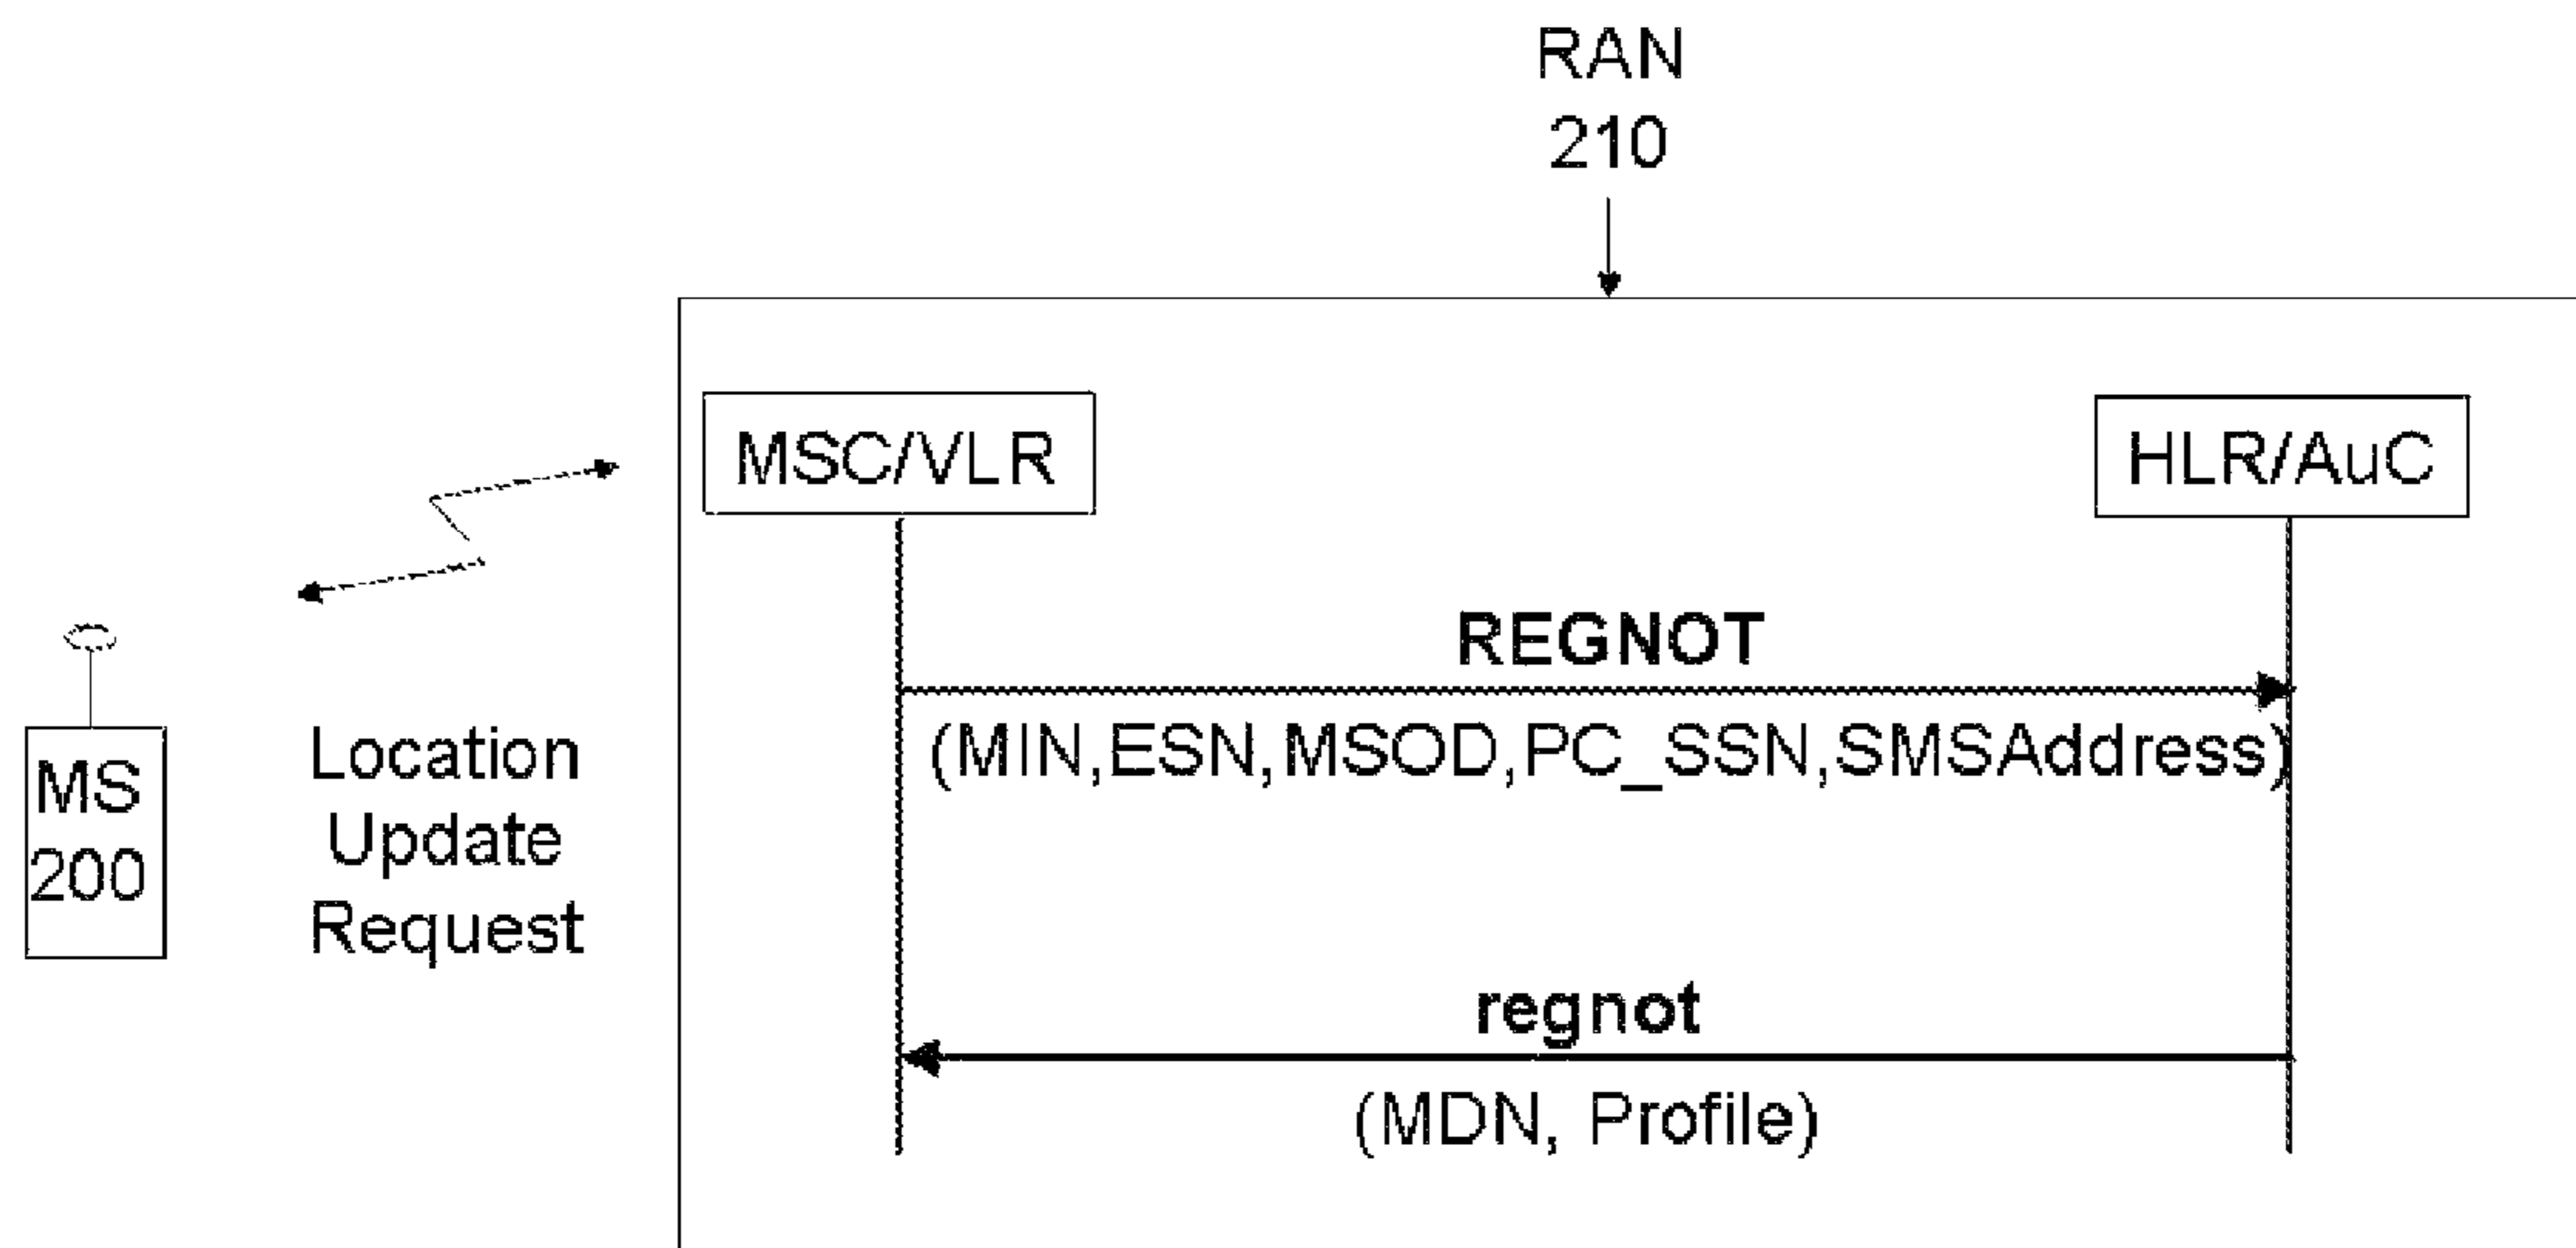 RAN
210
MSC/VLR
HLR/AuC
REGNOT
(MIN,ESN,MSOD,PC_SSN,SMSAddress)
MS
200
Location
Update
Request
regnot
(MDN, Profile)